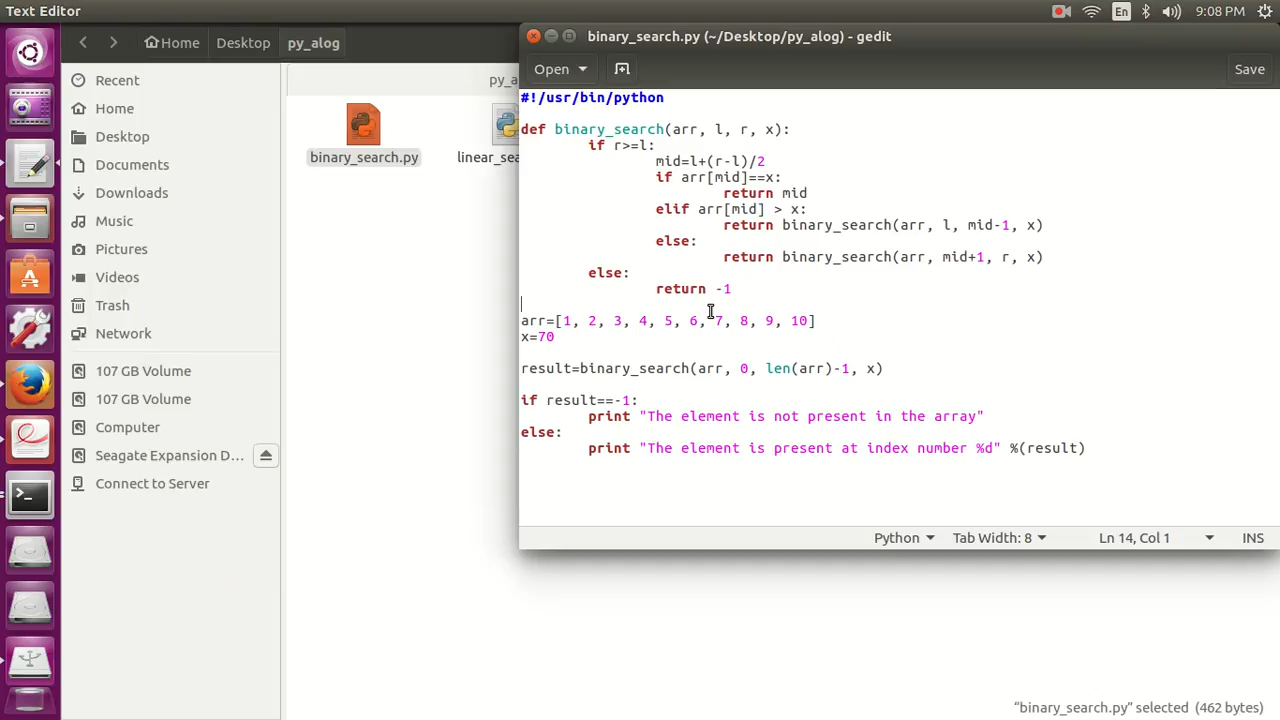 Text Editor
En
9:08 PM
Home
Desktop
py_alog
binary_search.py (~/Desktop/py_alog) - gedit
Open
Save
Recent
Home
Desktop
Documents
Downloads
Music
Pictures
Videos
Trash
Network
107 GB Volume
107 GB Volume
Computer
Seagate Expansion D...
Connect to Server
py_a
binary_search.py
linear_sea
#!/usr/bin/python
def binary_search(arr, l, r, x):
if r>=l:
mid=l+(r-l)/2
if arr[mid]==x:
return mid
elif arr[mid] > x:
return binary_search(arr, l, mid-1, x)
else:
return binary_search(arr, mid+1, r, x)
else:
return -1
arr=[1, 2, 3, 4, 5, 6, 7, 8, 9, 10]
x=70
result=binary_search(arr, 0, len(arr)-1, x)
if result==-1:
print "The element is not present in the array"
else:
print "The element is present at index number %d" %(result)
Python
Tab Width: 8
Ln 14, Col 1
INS
"binary_search.py" selected (462 bytes)